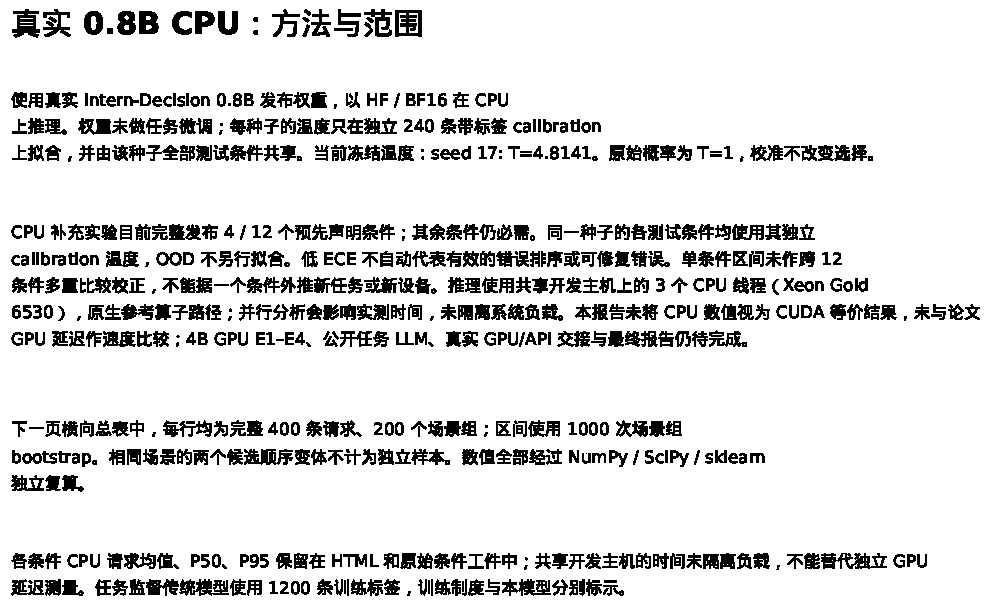 真实 0.8B CPU：方法与范围
使用真实 Intern-Decision 0.8B 发布权重，以 HF / BF16 在 CPU
上推理。权重未做任务微调；每种子的温度只在独立 240 条带标签 calibration
上拟合，并由该种子全部测试条件共享。当前冻结温度：seed 17: T=4.8141。原始概率为 T=1，校准不改变选择。
CPU 补充实验目前完整发布 4 / 12 个预先声明条件；其余条件仍必需。同一种子的各测试条件均使用其独立
calibration 温度，OOD 不另行拟合。低 ECE 不自动代表有效的错误排序或可修复错误。单条件区间未作跨 12
条件多重比较校正，不能据一个条件外推新任务或新设备。推理使用共享开发主机上的 3 个 CPU 线程（Xeon Gold
6530），原生参考算子路径；并行分析会影响实测时间，未隔离系统负载。本报告未将 CPU 数值视为 CUDA 等价结果，未与论文
GPU 延迟作速度比较；4B GPU E1–E4、公开任务 LLM、真实 GPU/API 交接与最终报告仍待完成。
下一页横向总表中，每行均为完整 400 条请求、200 个场景组；区间使用 1000 次场景组
bootstrap。相同场景的两个候选顺序变体不计为独立样本。数值全部经过 NumPy / SciPy / sklearn
独立复算。
各条件 CPU 请求均值、P50、P95 保留在 HTML 和原始条件工件中；共享开发主机的时间未隔离负载，不能替代独立 GPU
延迟测量。任务监督传统模型使用 1200 条训练标签，训练制度与本模型分别标示。